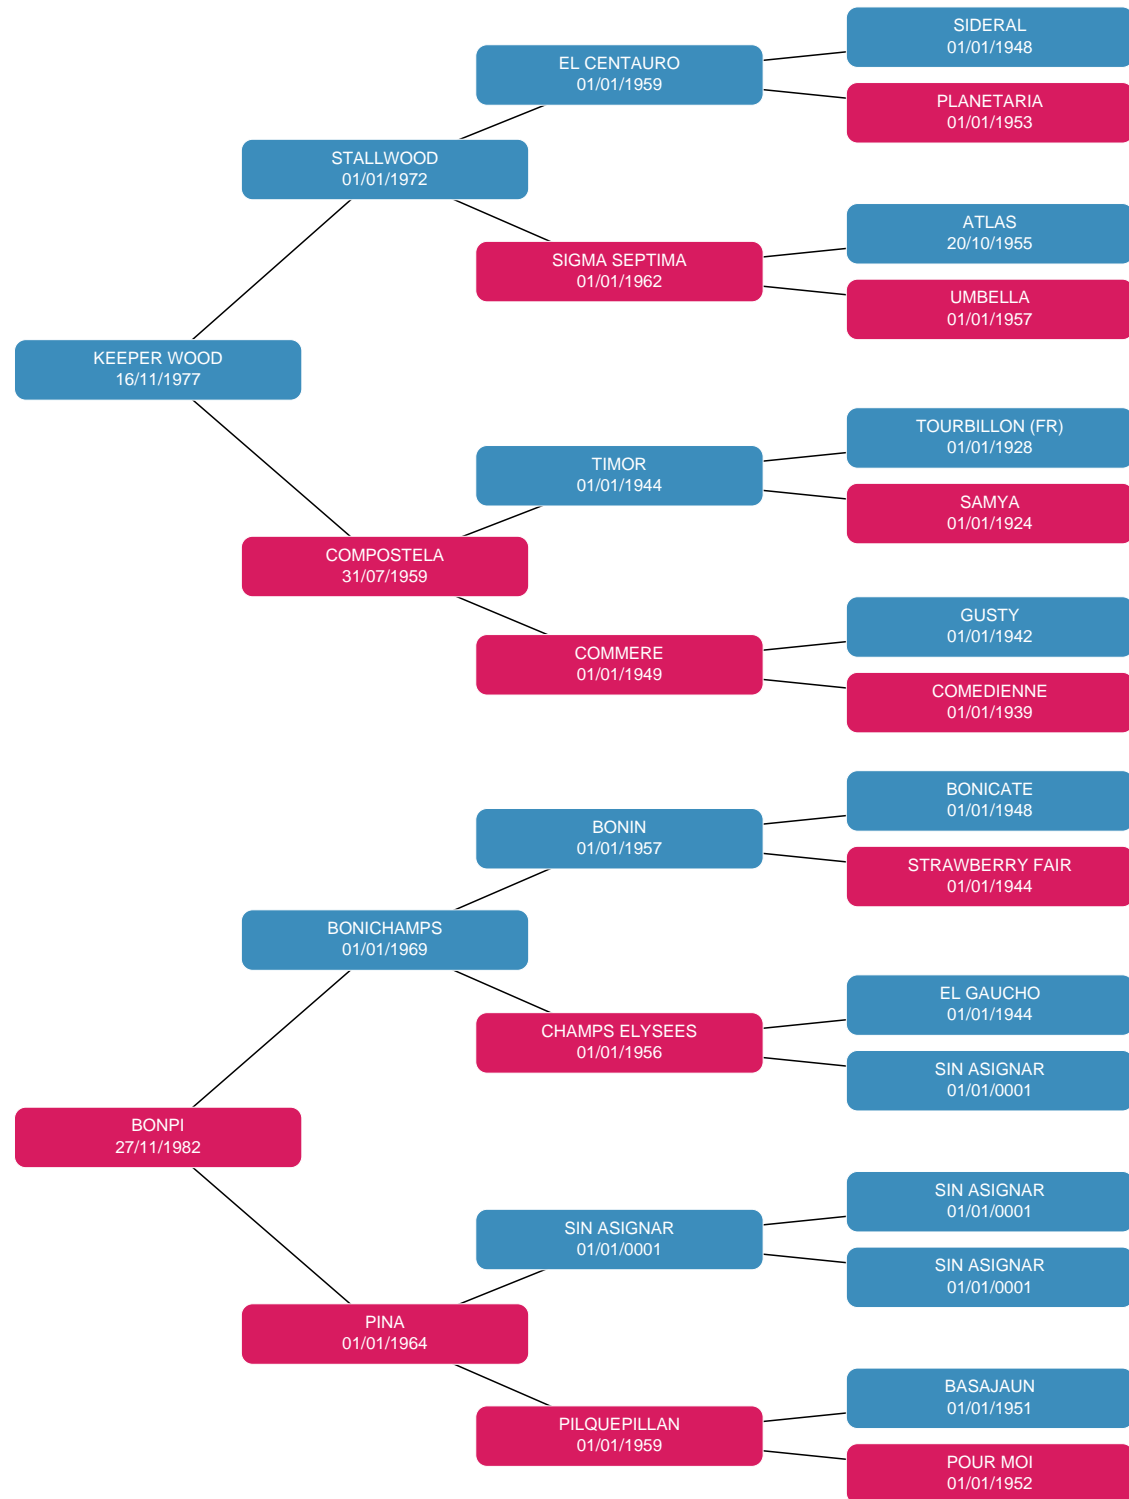 SIDERAL
01/01/1948
EL CENTAURO
01/01/1959
PLANETARIA
01/01/1953
STALLWOOD
01/01/1972
ATLAS
20/10/1955
SIGMA SEPTIMA
01/01/1962
UMBELLA
01/01/1957
KEEPER WOOD
16/11/1977
TOURBILLON (FR)
01/01/1928
TIMOR
01/01/1944
SAMYA
01/01/1924
COMPOSTELA
31/07/1959
GUSTY
01/01/1942
COMMERE
01/01/1949
COMEDIENNE
01/01/1939
BONICATE
01/01/1948
BONIN
01/01/1957
STRAWBERRY FAIR
01/01/1944
BONICHAMPS
01/01/1969
EL GAUCHO
01/01/1944
CHAMPS ELYSEES
01/01/1956
SIN ASIGNAR
01/01/0001
BONPI
27/11/1982
SIN ASIGNAR
01/01/0001
SIN ASIGNAR
01/01/0001
SIN ASIGNAR
01/01/0001
PINA
01/01/1964
BASAJAUN
01/01/1951
PILQUEPILLAN
01/01/1959
POUR MOI
01/01/1952